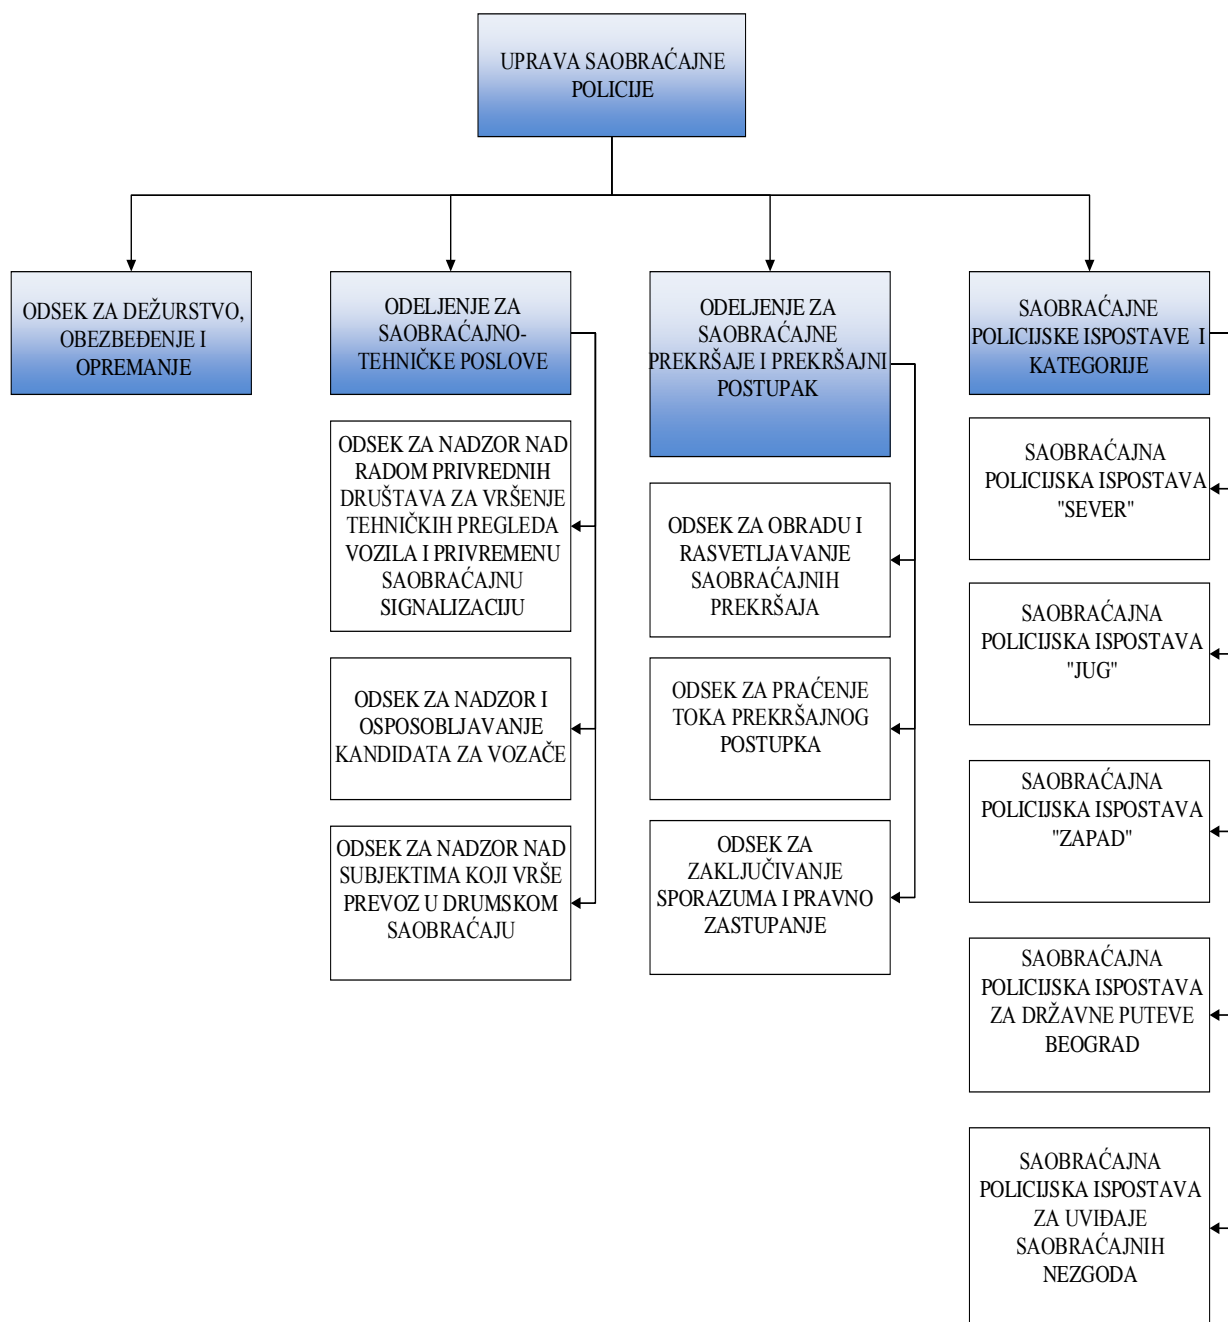 UPRAVA SAOBRAĆAJNE
POLICIJE
ODSEK ZA DEŽURSTVO,
OBEZBEĐENJE I
OPREMANJE
ODELJENJE ZA
SAOBRAĆAJNO-
TEHNIČKE POSLOVE
ODSEK ZA NADZOR NAD
RADOM PRIVREDNIH
DRUŠTAVA ZA VRŠENJE
TEHNIČKIH PREGLEDA
VOZILA I PRIVREMENU
SAOBRAĆAJNU
SIGNALIZACIJU
ODSEK ZA NADZOR I
OSPOSOBLJAVANJE
KANDIDATA ZA VOZAČE
ODSEK ZA NADZOR NAD
SUBJEKTIMA KOJI VRŠE
PREVOZ U DRUMSKOM
SAOBRAĆAJU
ODELJENJE ZA
SAOBRAĆAJNE
PREKRŠAJE I PREKRŠAJNI
POSTUPAK
ODSEK ZA OBRADU I
RASVETLJAVANJE
SAOBRAĆAJNIH
PREKRŠAJA
ODSEK ZA PRAĆENJE
TOKA PREKRŠAJNOG
POSTUPKA
ODSEK ZA
ZAKLJUČIVANJE
SPORAZUMA I PRAVNO
ZASTUPANJE
SAOBRAĆAJNE
POLICIJSKE ISPOSTAVE I
KATEGORIJE
SAOBRAĆAJNA
POLICIJSKA ISPOSTAVA
"SEVER"
SAOBRAĆAJNA
POLICIJSKA ISPOSTAVA
"JUG"
SAOBRAĆAJNA
POLICIJSKA ISPOSTAVA
"ZAPAD"
SAOBRAĆAJNA
POLICIJSKA ISPOSTAVA
ZA DRŽAVNE PUTEVE
BEOGRAD
SAOBRAĆAJNA
POLICIJSKA ISPOSTAVA
ZA UVIĐAJE
SAOBRAĆAJNIH
NEZGODA